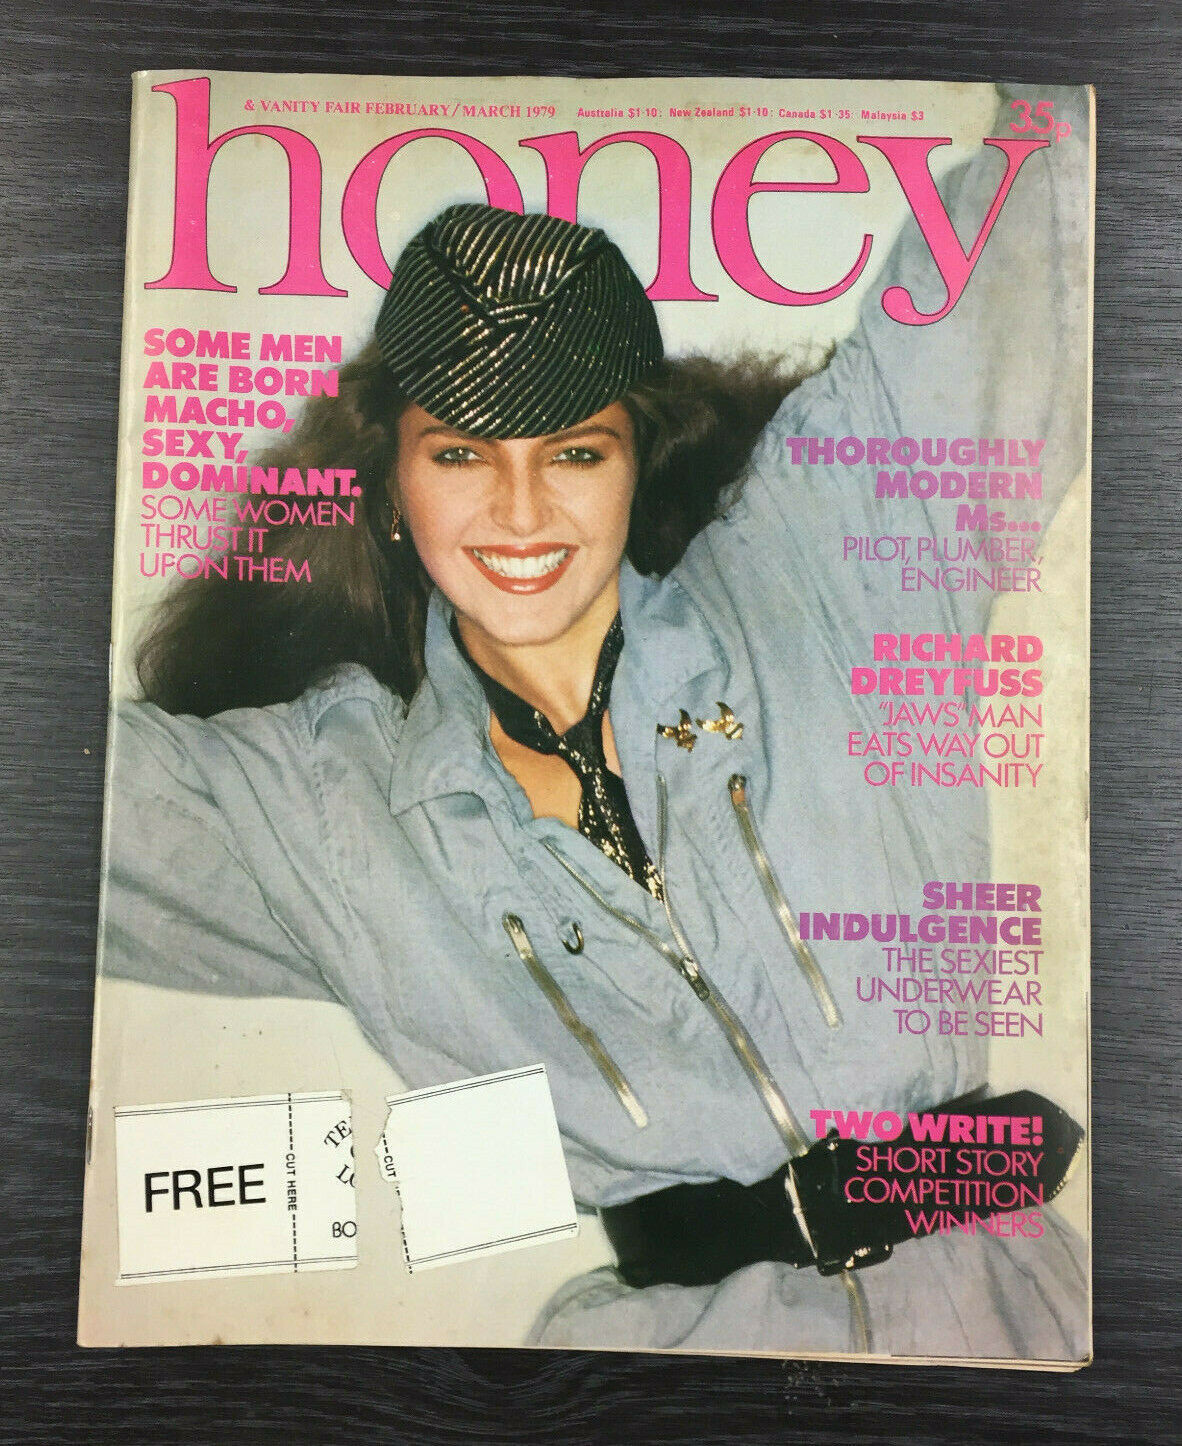 & VANITY FAIR FEBRUARY/MARCH 1979 Australia $1·10: New Zealand $1·10: Canada $1·35 Malaysia $3
35p
honey
SOME MEN
ARE BORN
MACHO,
SEXY,
DOMINANT.
SOME WOMEN
THRUST IT
UPON THEM
THOROUGHLY
MODERN
Ms...
PILOT, PLUMBER,
ENGINEER
RICHARD
DREYFUSS
"JAWS" MAN
EATS WAY OUT
OF INSANITY
SHEER
INDULGENCE
THE SEXIEST
UNDERWEAR
TO BE SEEN
TWO WRITE!
SHORT STORY
COMPETITION
WINNERS
FREE
CUT HERE
BO
CUT